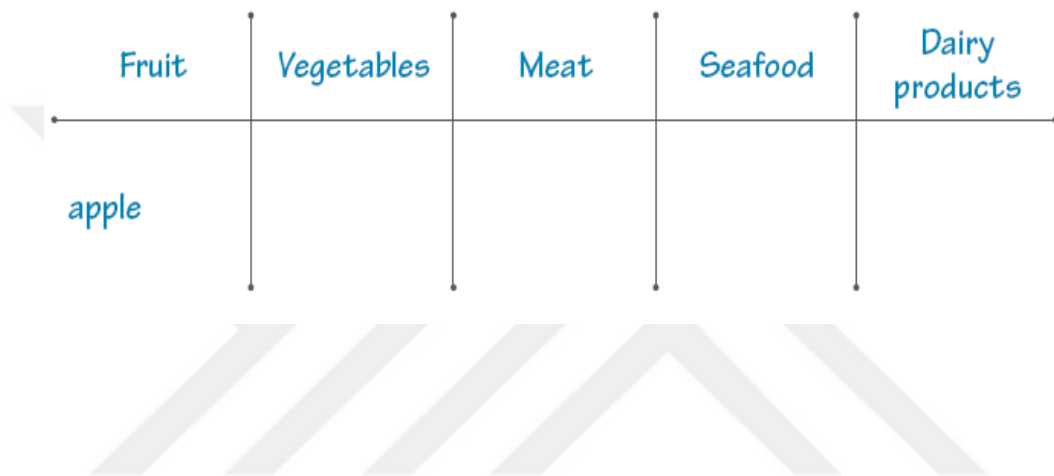 Fruit
Vegetables
Meat
Seafood
Dairy
products
apple